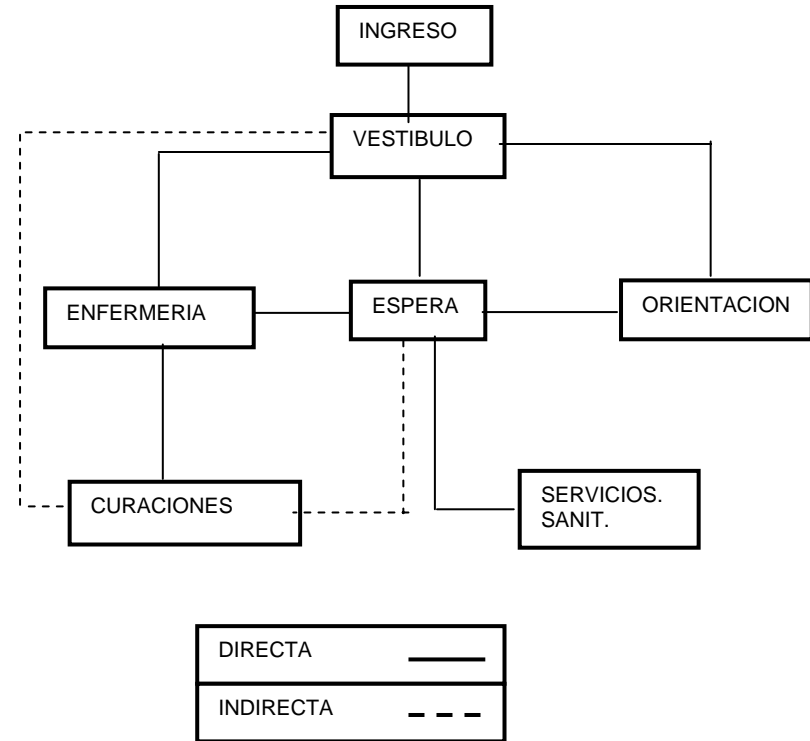 INGRESO
VESTIBULO
ENFERMERIA
ESPERA
ORIENTACION
CURACIONES
SERVICIOS.
SANIT.
DIRECTA
INDIRECTA